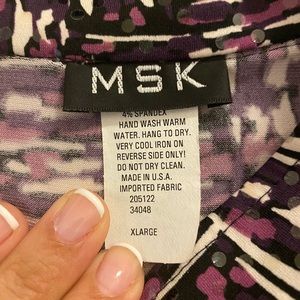 MSK
4% SPANDEX
HAND WASH WARM
WATER. HANG TO DRY.
VERY COOL IRON ON
REVERSE SIDE ONLY!
DO NOT DRY CLEAN.
MADE IN U.S.A.
IMPORTED FABRIC
205122
34048
XLARGE